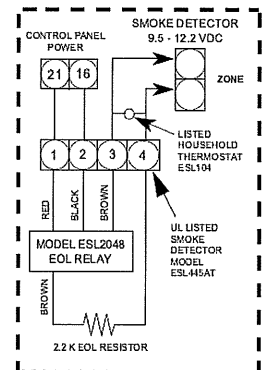 SMOKE DETECTOR
9.5 - 12.2 VDC
CONTROL PANEL
POWER
21 16
ZONE
LISTED
HOUSEHOLD
THERMOSTAT
ESL104
1 2 3 4
RED
BLACK
BROWN
UL LISTED
SMOKE
DETECTOR
MODEL
ESL445AT
MODEL ESL2048
EOL RELAY
BROWN
2.2 K EOL RESISTOR